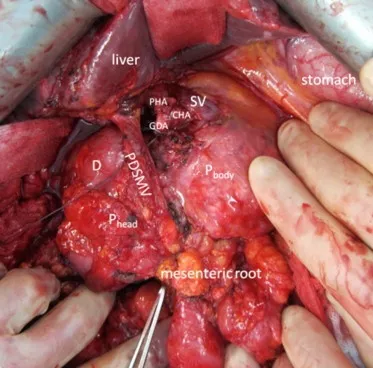 liver
stomach
PHA
SV
/CHA
GDA
D
PDSMV
Pbody
Phead
mesenteric root